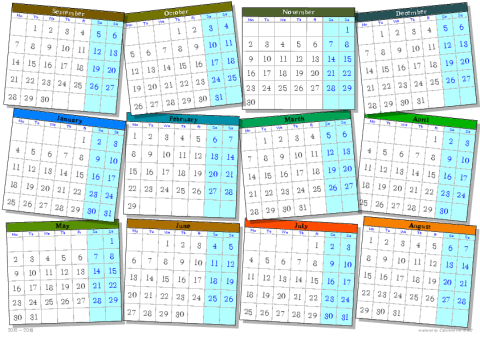 September
Mo Tu We Th Fr Sa Su
1 2 3 4 5 6
7 8 9 10 11 12 13
14 15 16 17 18 19 20
21 22 23 24 25 26 27
28 29 30
October
Mo Tu We Th Fr Sa Su
1 2 3 4
5 6 7 8 9 10 11
12 13 14 15 16 17 18
19 20 21 22 23 24 25
26 27 28 29 30 31
November
Mo Tu We Th Fr Sa Su
1
2 3 4 5 6 7 8
9 10 11 12 13 14 15
16 17 18 19 20 21 22
23 24 25 26 27 28 29
30
December
Mo Tu We Th Fr Sa Su
1 2 3 4 5 6
7 8 9 10 11 12 13
14 15 16 17 18 19 20
21 22 23 24 25 26 27
28 29 30 31
January
Mo Tu We Th Fr Sa Su
1 2 3
4 5 6 7 8 9 10
11 12 13 14 15 16 17
18 19 20 21 22 23 24
25 26 27 28 29 30 31
February
Mo Tu We Th Fr Sa Su
1 2 3 4 5 6 7
8 9 10 11 12 13 14
15 16 17 18 19 20 21
22 23 24 25 26 27 28
29
March
Mo Tu We Th Fr Sa Su
1 2 3 4 5 6
7 8 9 10 11 12 13
14 15 16 17 18 19 20
21 22 23 24 25 26 27
28 29 30 31
April
Mo Tu We Th Fr Sa Su
1 2 3
4 5 6 7 8 9 10
11 12 13 14 15 16 17
18 19 20 21 22 23 24
25 26 27 28 29 30
May
Mo Tu We Th Fr Sa Su
1
2 3 4 5 6 7 8
9 10 11 12 13 14 15
16 17 18 19 20 21 22
23 24 25 26 27 28 29
30 31
June
Mo Tu We Th Fr Sa Su
1 2 3 4 5
6 7 8 9 10 11 12
13 14 15 16 17 18 19
20 21 22 23 24 25 26
27 28 29 30
July
Mo Tu We Th Fr Sa Su
1 2 3
4 5 6 7 8 9 10
11 12 13 14 15 16 17
18 19 20 21 22 23 24
25 26 27 28 29 30 31
August
Mo Tu We Th Fr Sa Su
1 2 3 4 5 6 7
8 9 10 11 12 13 14
15 16 17 18 19 20 21
22 23 24 25 26 27 28
29 30 31